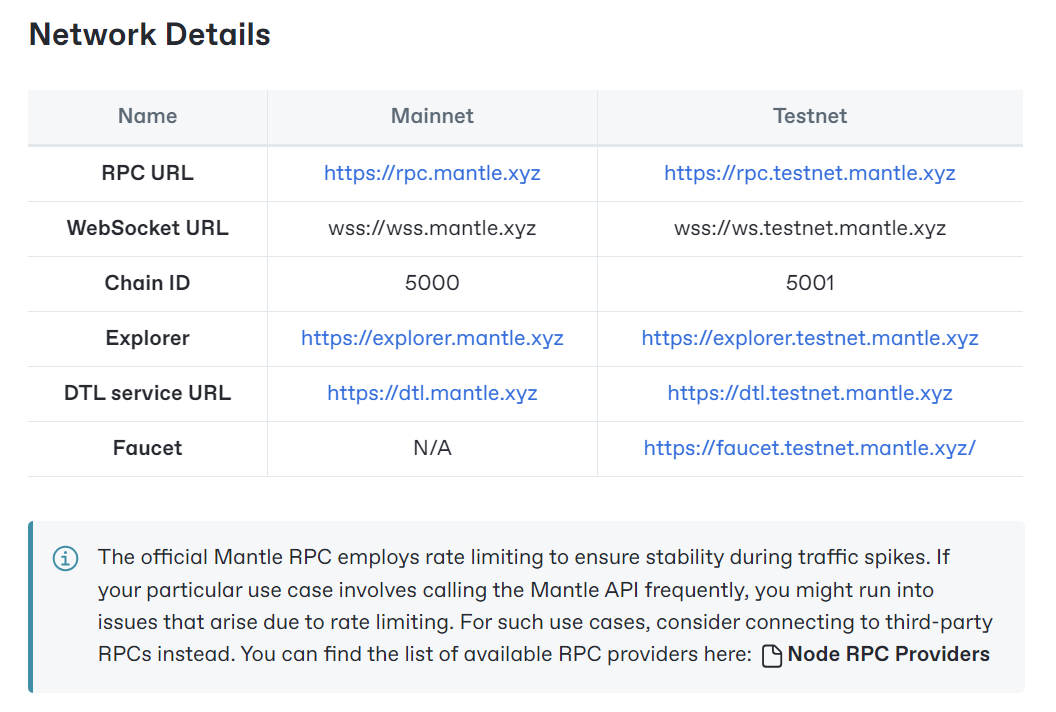 Network Details
Name Mainnet Testnet
RPC URL https://rpc.mantle.xyz https://rpc.testnet.mantle.xyz
WebSocket URL wss://wss.mantle.xyz wss://ws.testnet.mantle.xyz
Chain ID 5000 5001
Explorer https://explorer.mantle.xyz https://explorer.testnet.mantle.xyz
DTL service URL https://dtl.mantle.xyz https://dtl.testnet.mantle.xyz
Faucet N/A https://faucet.testnet.mantle.xyz/
The official Mantle RPC employs rate limiting to ensure stability during traffic spikes. If
your particular use case involves calling the Mantle API frequently, you might run into
issues that arise due to rate limiting. For such use cases, consider connecting to third-party
RPCs instead. You can find the list of available RPC providers here: Node RPC Providers